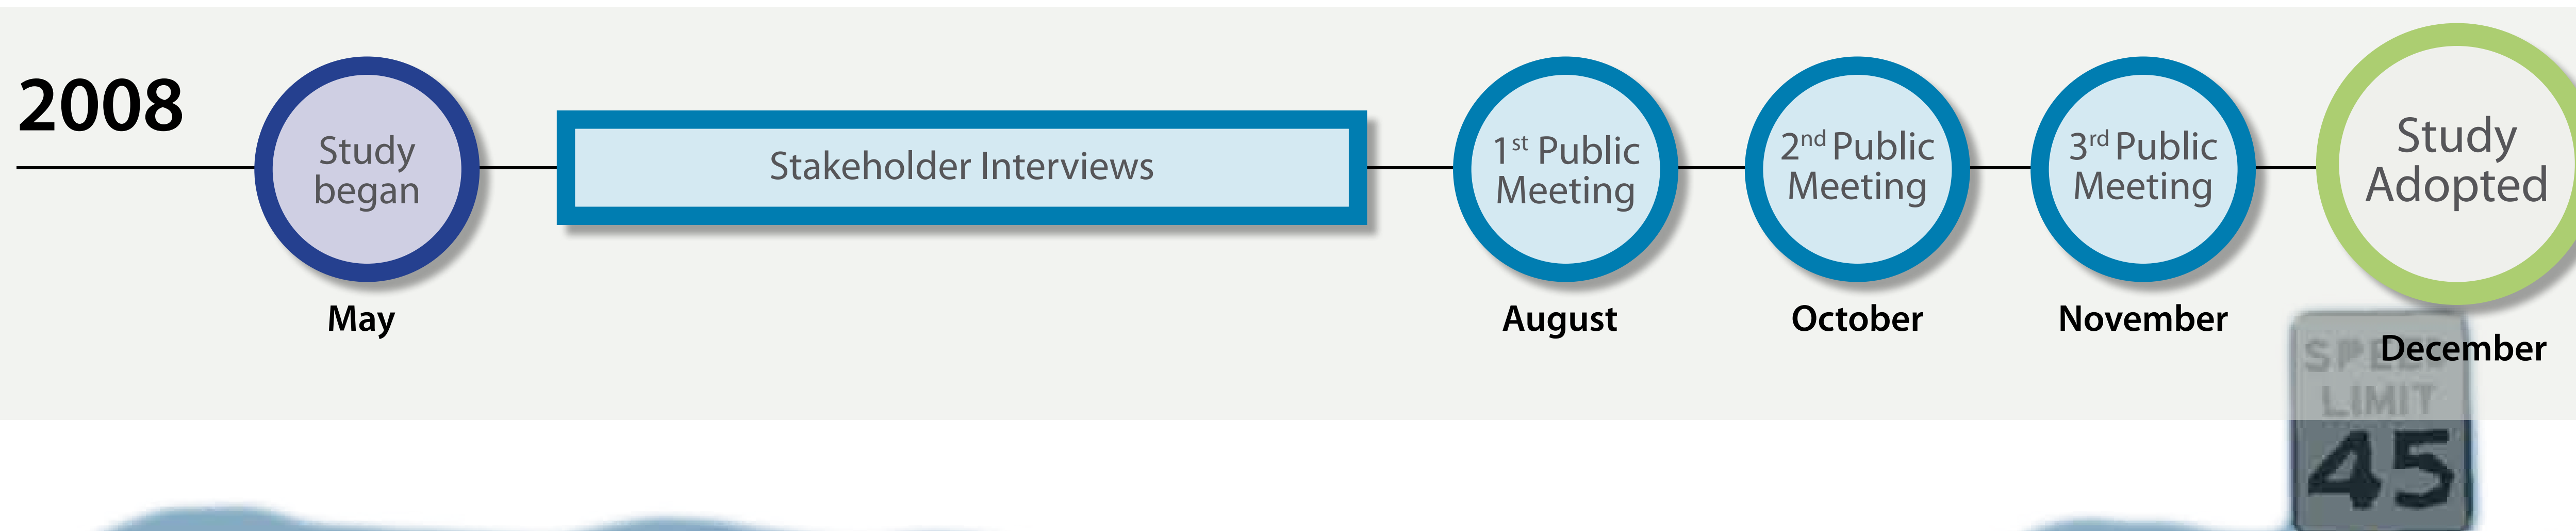 2008
Study
began
May
Stakeholder Interviews
1st Public
Meeting
August
2nd Public
Meeting
October
3rd Public
Meeting
November
Study
Adopted
December
SPEED
LIMIT
45